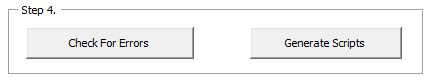 Step 4.
Check For Errors
Generate Scripts